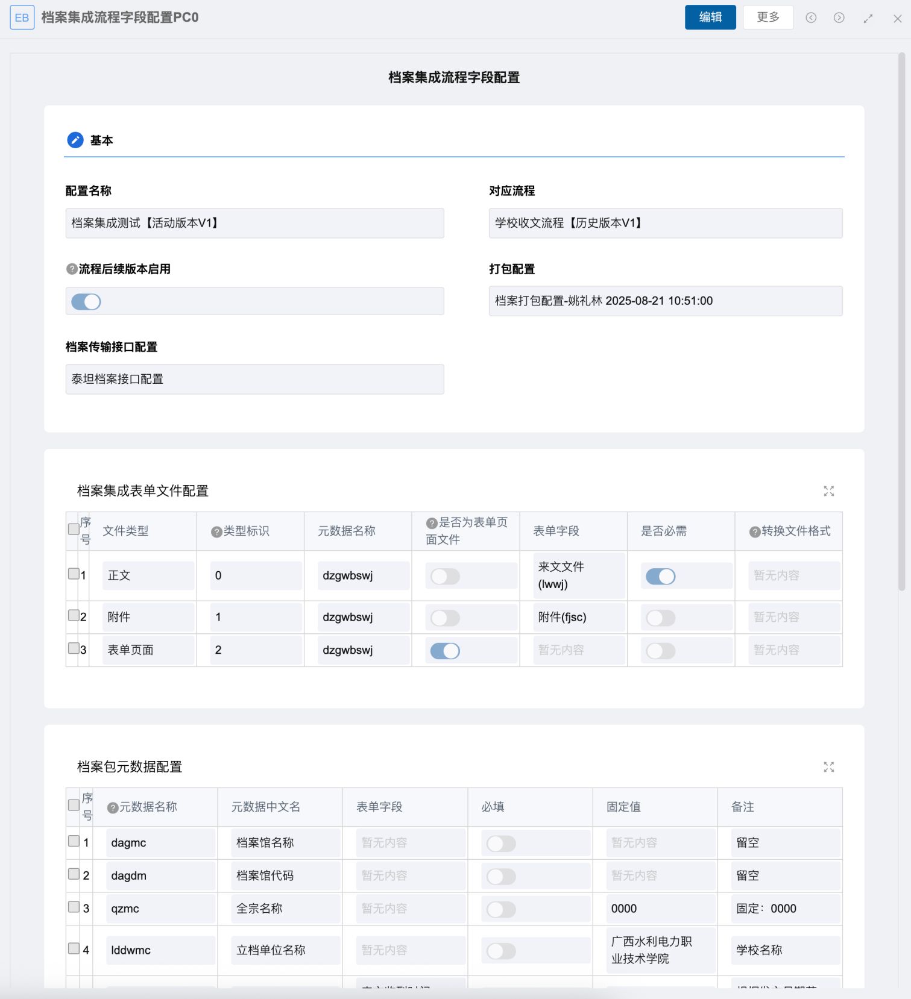 EB 档案集成流程字段配置PC0 编辑 更多
档案集成流程字段配置
基本
配置名称 对应流程
档案集成测试【活动版本V1】 学校收文流程【历史版本V1】
?流程后续版本启用 打包配置
档案打包配置-姚礼林 2025-08-21 10:51:00
档案传输接口配置
泰坦档案接口配置
档案集成表单文件配置
序号 文件类型 ?类型标识 元数据名称 ?是否为表单页面文件 表单字段 是否必需 ?转换文件格式
1 正文 0 dzgwbswj 来文文件(lwwj) 暂无内容
2 附件 1 dzgwbswj 附件(fjsc) 暂无内容
3 表单页面 2 dzgwbswj 暂无内容 暂无内容
档案包元数据配置
序号 ?元数据名称 元数据中文名 表单字段 必填 固定值 备注
1 dagmc 档案馆名称 暂无内容 暂无内容 留空
2 dagdm 档案馆代码 暂无内容 暂无内容 留空
3 qzmc 全宗名称 暂无内容 0000 固定：0000
4 lddwmc 立档单位名称 暂无内容 广西水利电力职业技术学院 学校名称